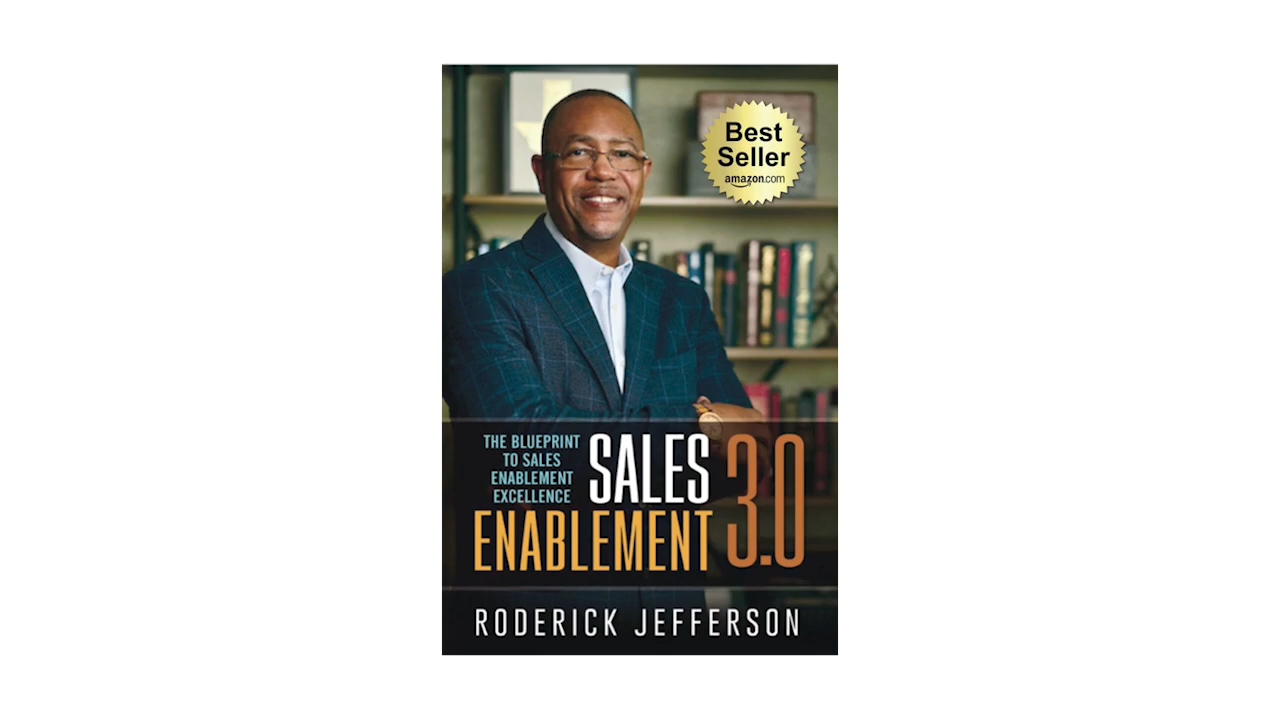 Best
Seller
amazon.com
THE BLUEPRINT
TO SALES
ENABLEMENT
EXCELLENCE
SALES
ENABLEMENT
3.0
RODERICK JEFFERSON